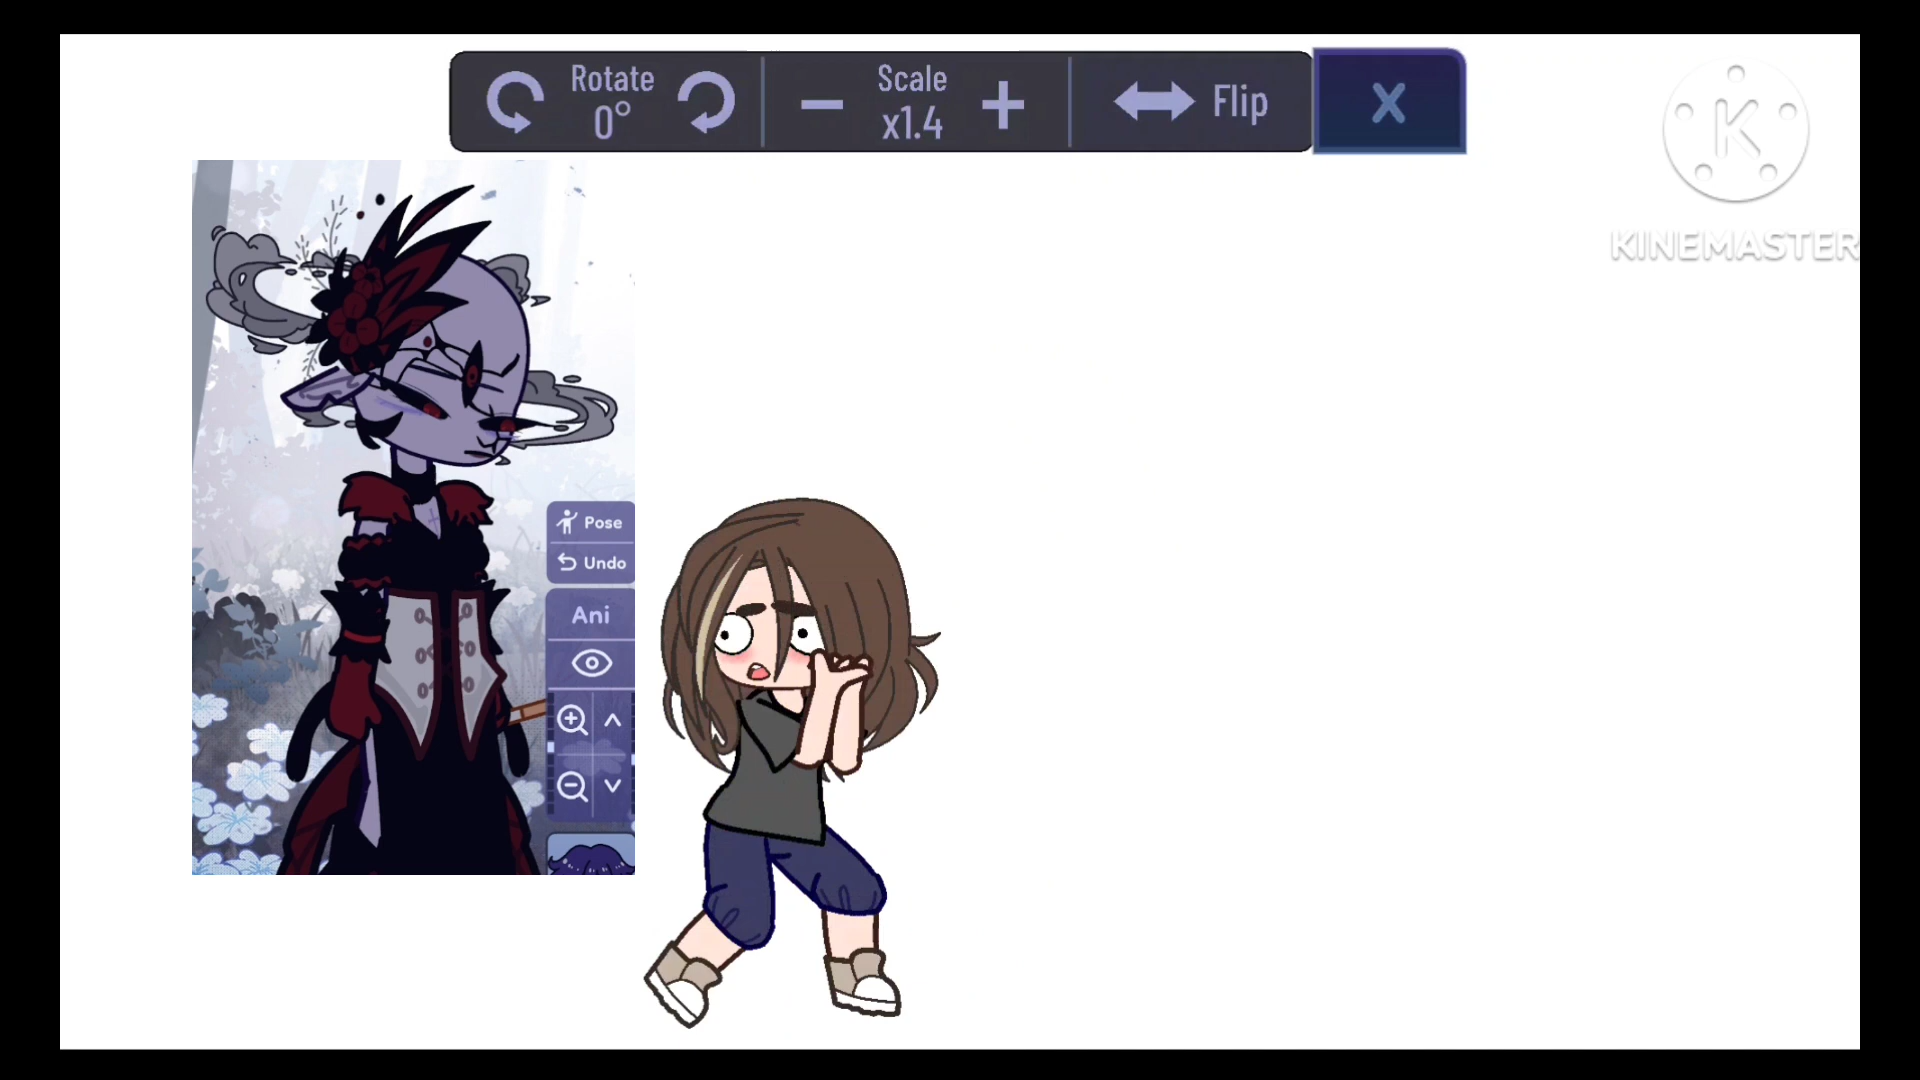 Rotate
0°
Scale
x1.4
Flip
X
K
KINEMASTER
Pose
Undo
Ani